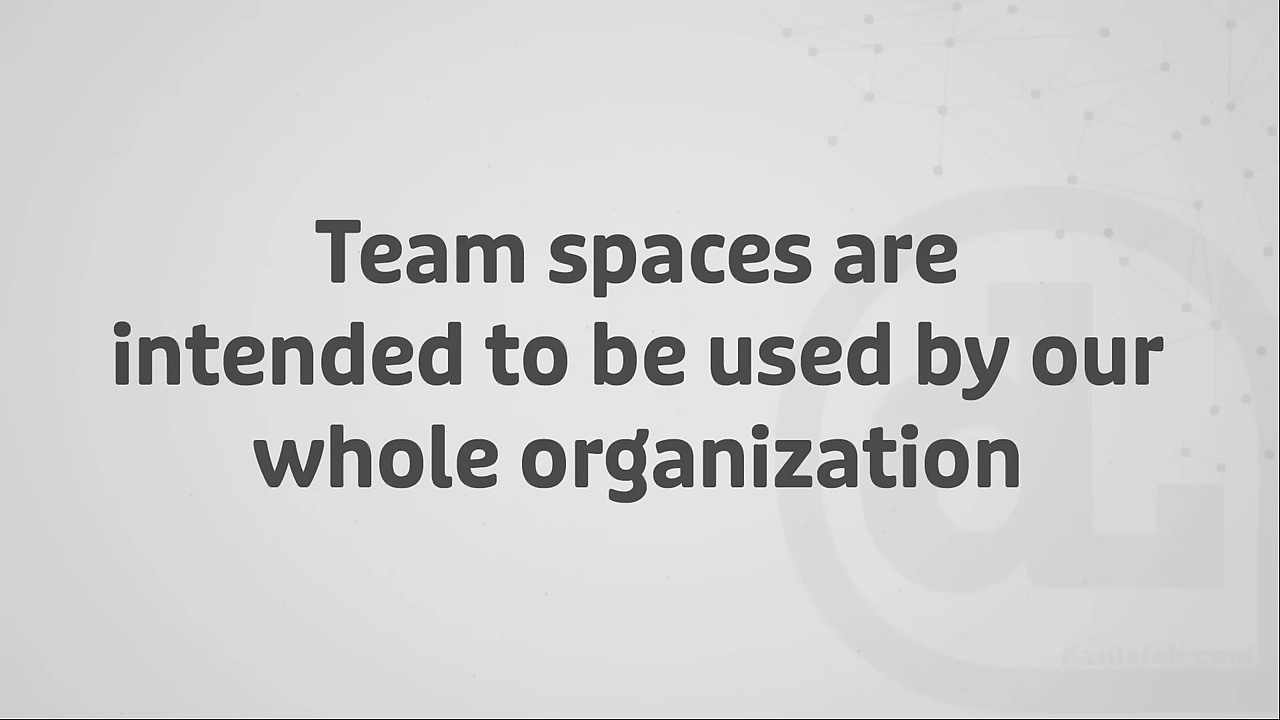 Team spaces are
intended to be used by our
whole organization